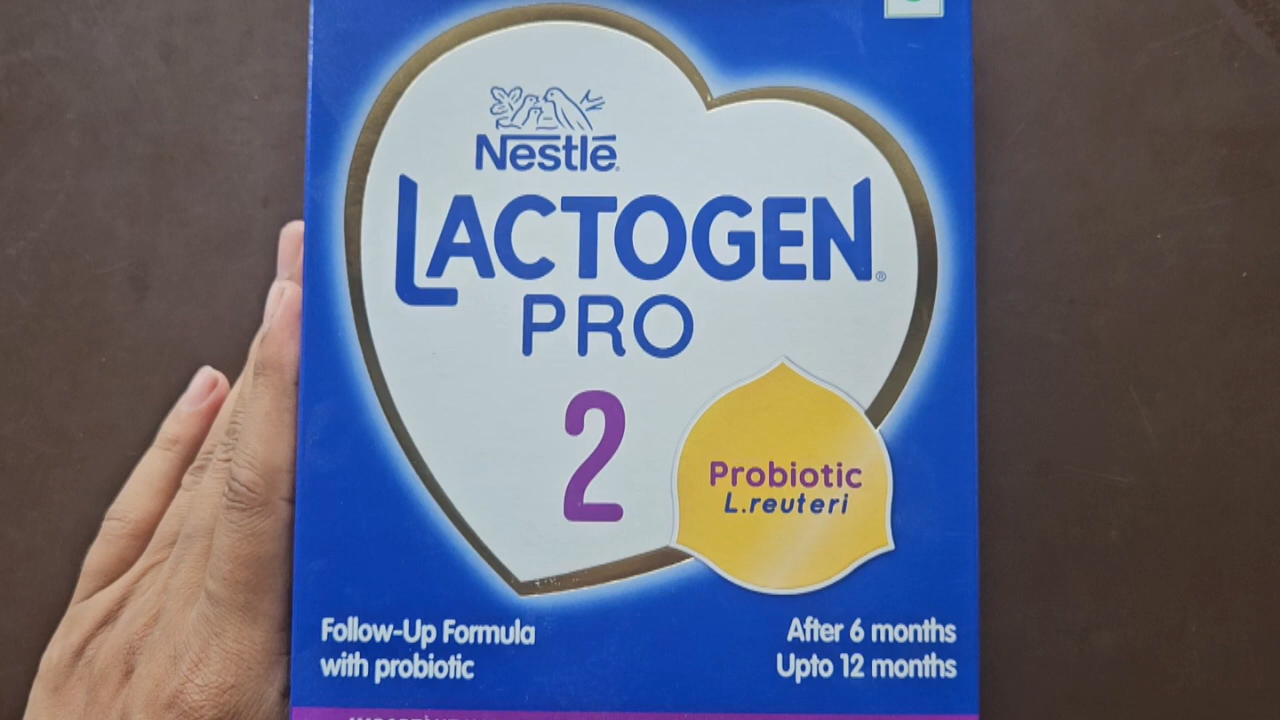 Nestlé
LACTOGEN®
PRO
2
Probiotic
L.reuteri
Follow-Up Formula
with probiotic
After 6 months
Upto 12 months